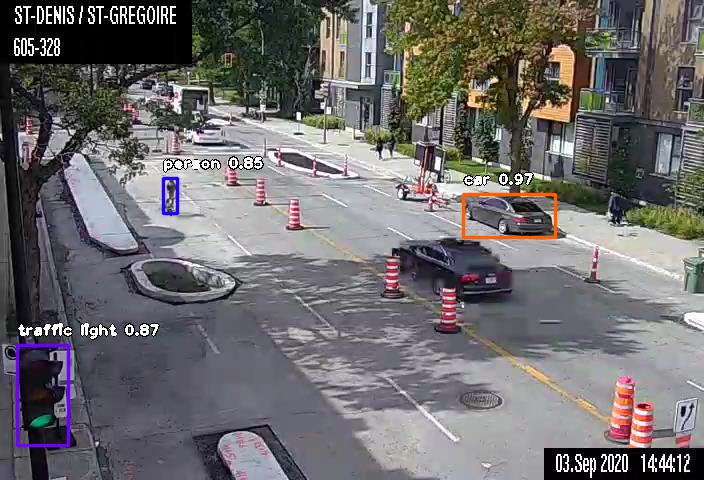 ST-DENIS / ST-GREGOIRE
605-328
person 0.85
car 0.97
traffic light 0.87
03.Sep 2020 14:44:12